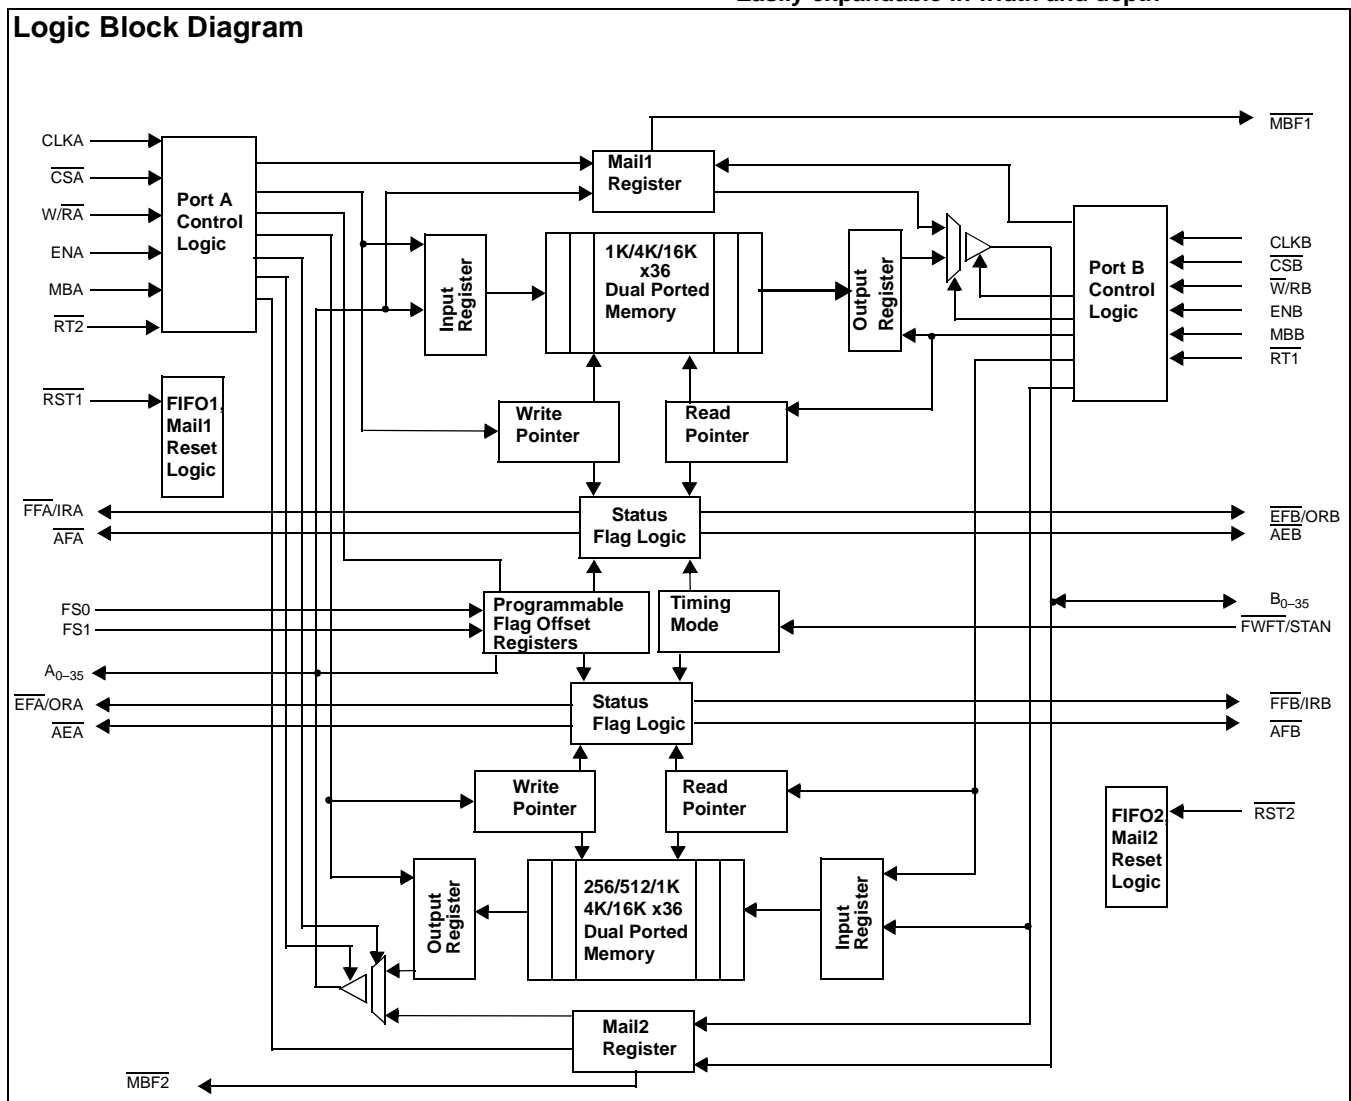 Easily expandable in width and depth
Logic Block Diagram
MBF1
CLKA
CSA
W/RA
ENA
MBA
RT2
Port A
Control
Logic
Mail1
Register
Input
Register
1K/4K/16K
x36
Dual Ported
Memory
Output
Register
Port B
Control
Logic
CLKB
CSB
W/RB
ENB
MBB
RT1
RST1
FIFO1,
Mail1
Reset
Logic
Write
Pointer
Read
Pointer
FFA/IRA
AFA
Status
Flag Logic
EFB/ORB
AEB
FS0
FS1
Programmable
Flag Offset
Registers
Timing
Mode
B0–35
FWFT/STAN
A0–35
EFA/ORA
AEA
Status
Flag Logic
FFB/IRB
AFB
Write
Pointer
Read
Pointer
FIFO2,
Mail2
Reset
Logic
RST2
Output
Register
256/512/1K
4K/16K x36
Dual Ported
Memory
Input
Register
Mail2
Register
MBF2